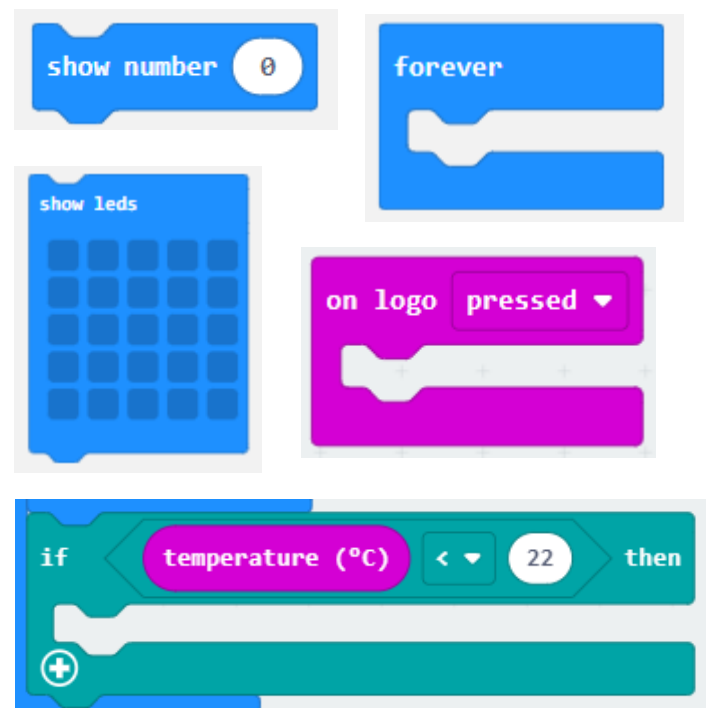 show number 0
forever
show leds
on logo pressed
if temperature (°C) < 22 then